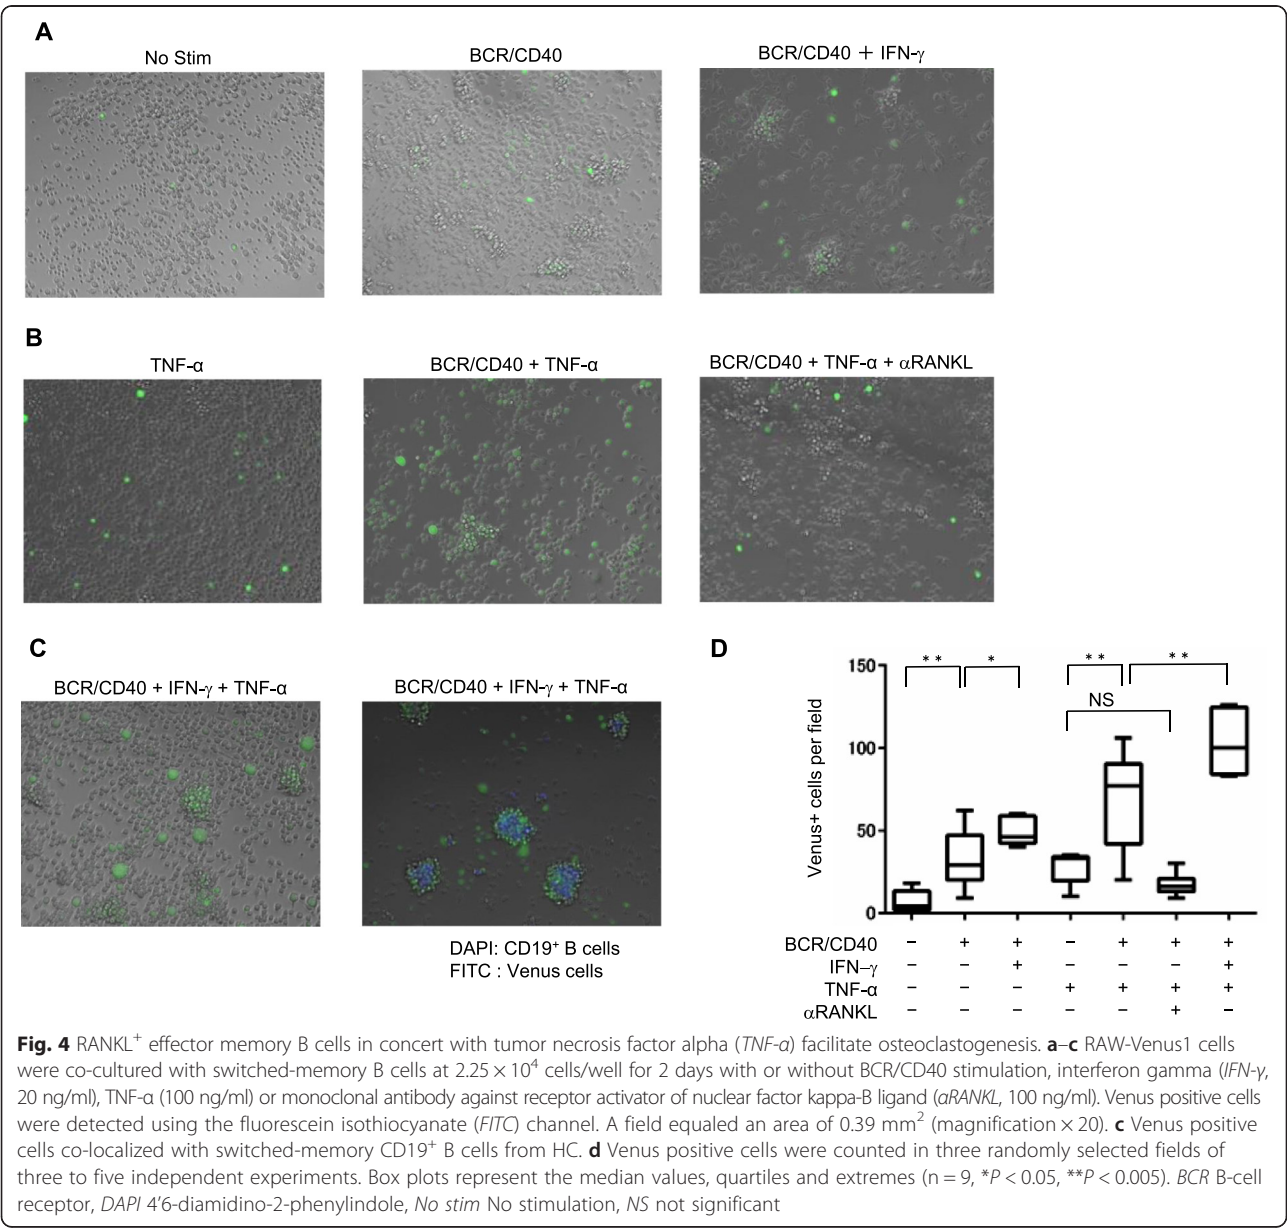 A
No Stim
BCR/CD40
BCR/CD40 + IFN-γ
B
TNF-α
BCR/CD40 + TNF-α
BCR/CD40 + TNF-α + αRANKL
C
BCR/CD40 + IFN-γ + TNF-α
BCR/CD40 + IFN-γ + TNF-α
DAPI: CD19⁺ B cells
FITC : Venus cells
D
Venus+ cells per field
150
100
50
0
** * ** **
NS
BCR/CD40 − + + − + + +
IFN−γ − − + − − − +
TNF-α − − − + + + +
αRANKL − − − − − + −
Fig. 4 RANKL⁺ effector memory B cells in concert with tumor necrosis factor alpha (TNF-α) facilitate osteoclastogenesis. a–c RAW-Venus1 cells
were co-cultured with switched-memory B cells at 2.25 × 10⁴ cells/well for 2 days with or without BCR/CD40 stimulation, interferon gamma (IFN-γ,
20 ng/ml), TNF-α (100 ng/ml) or monoclonal antibody against receptor activator of nuclear factor kappa-B ligand (αRANKL, 100 ng/ml). Venus positive cells
were detected using the fluorescein isothiocyanate (FITC) channel. A field equaled an area of 0.39 mm² (magnification × 20). c Venus positive
cells co-localized with switched-memory CD19⁺ B cells from HC. d Venus positive cells were counted in three randomly selected fields of
three to five independent experiments. Box plots represent the median values, quartiles and extremes (n = 9, *P < 0.05, **P < 0.005). BCR B-cell
receptor, DAPI 4’6-diamidino-2-phenylindole, No stim No stimulation, NS not significant